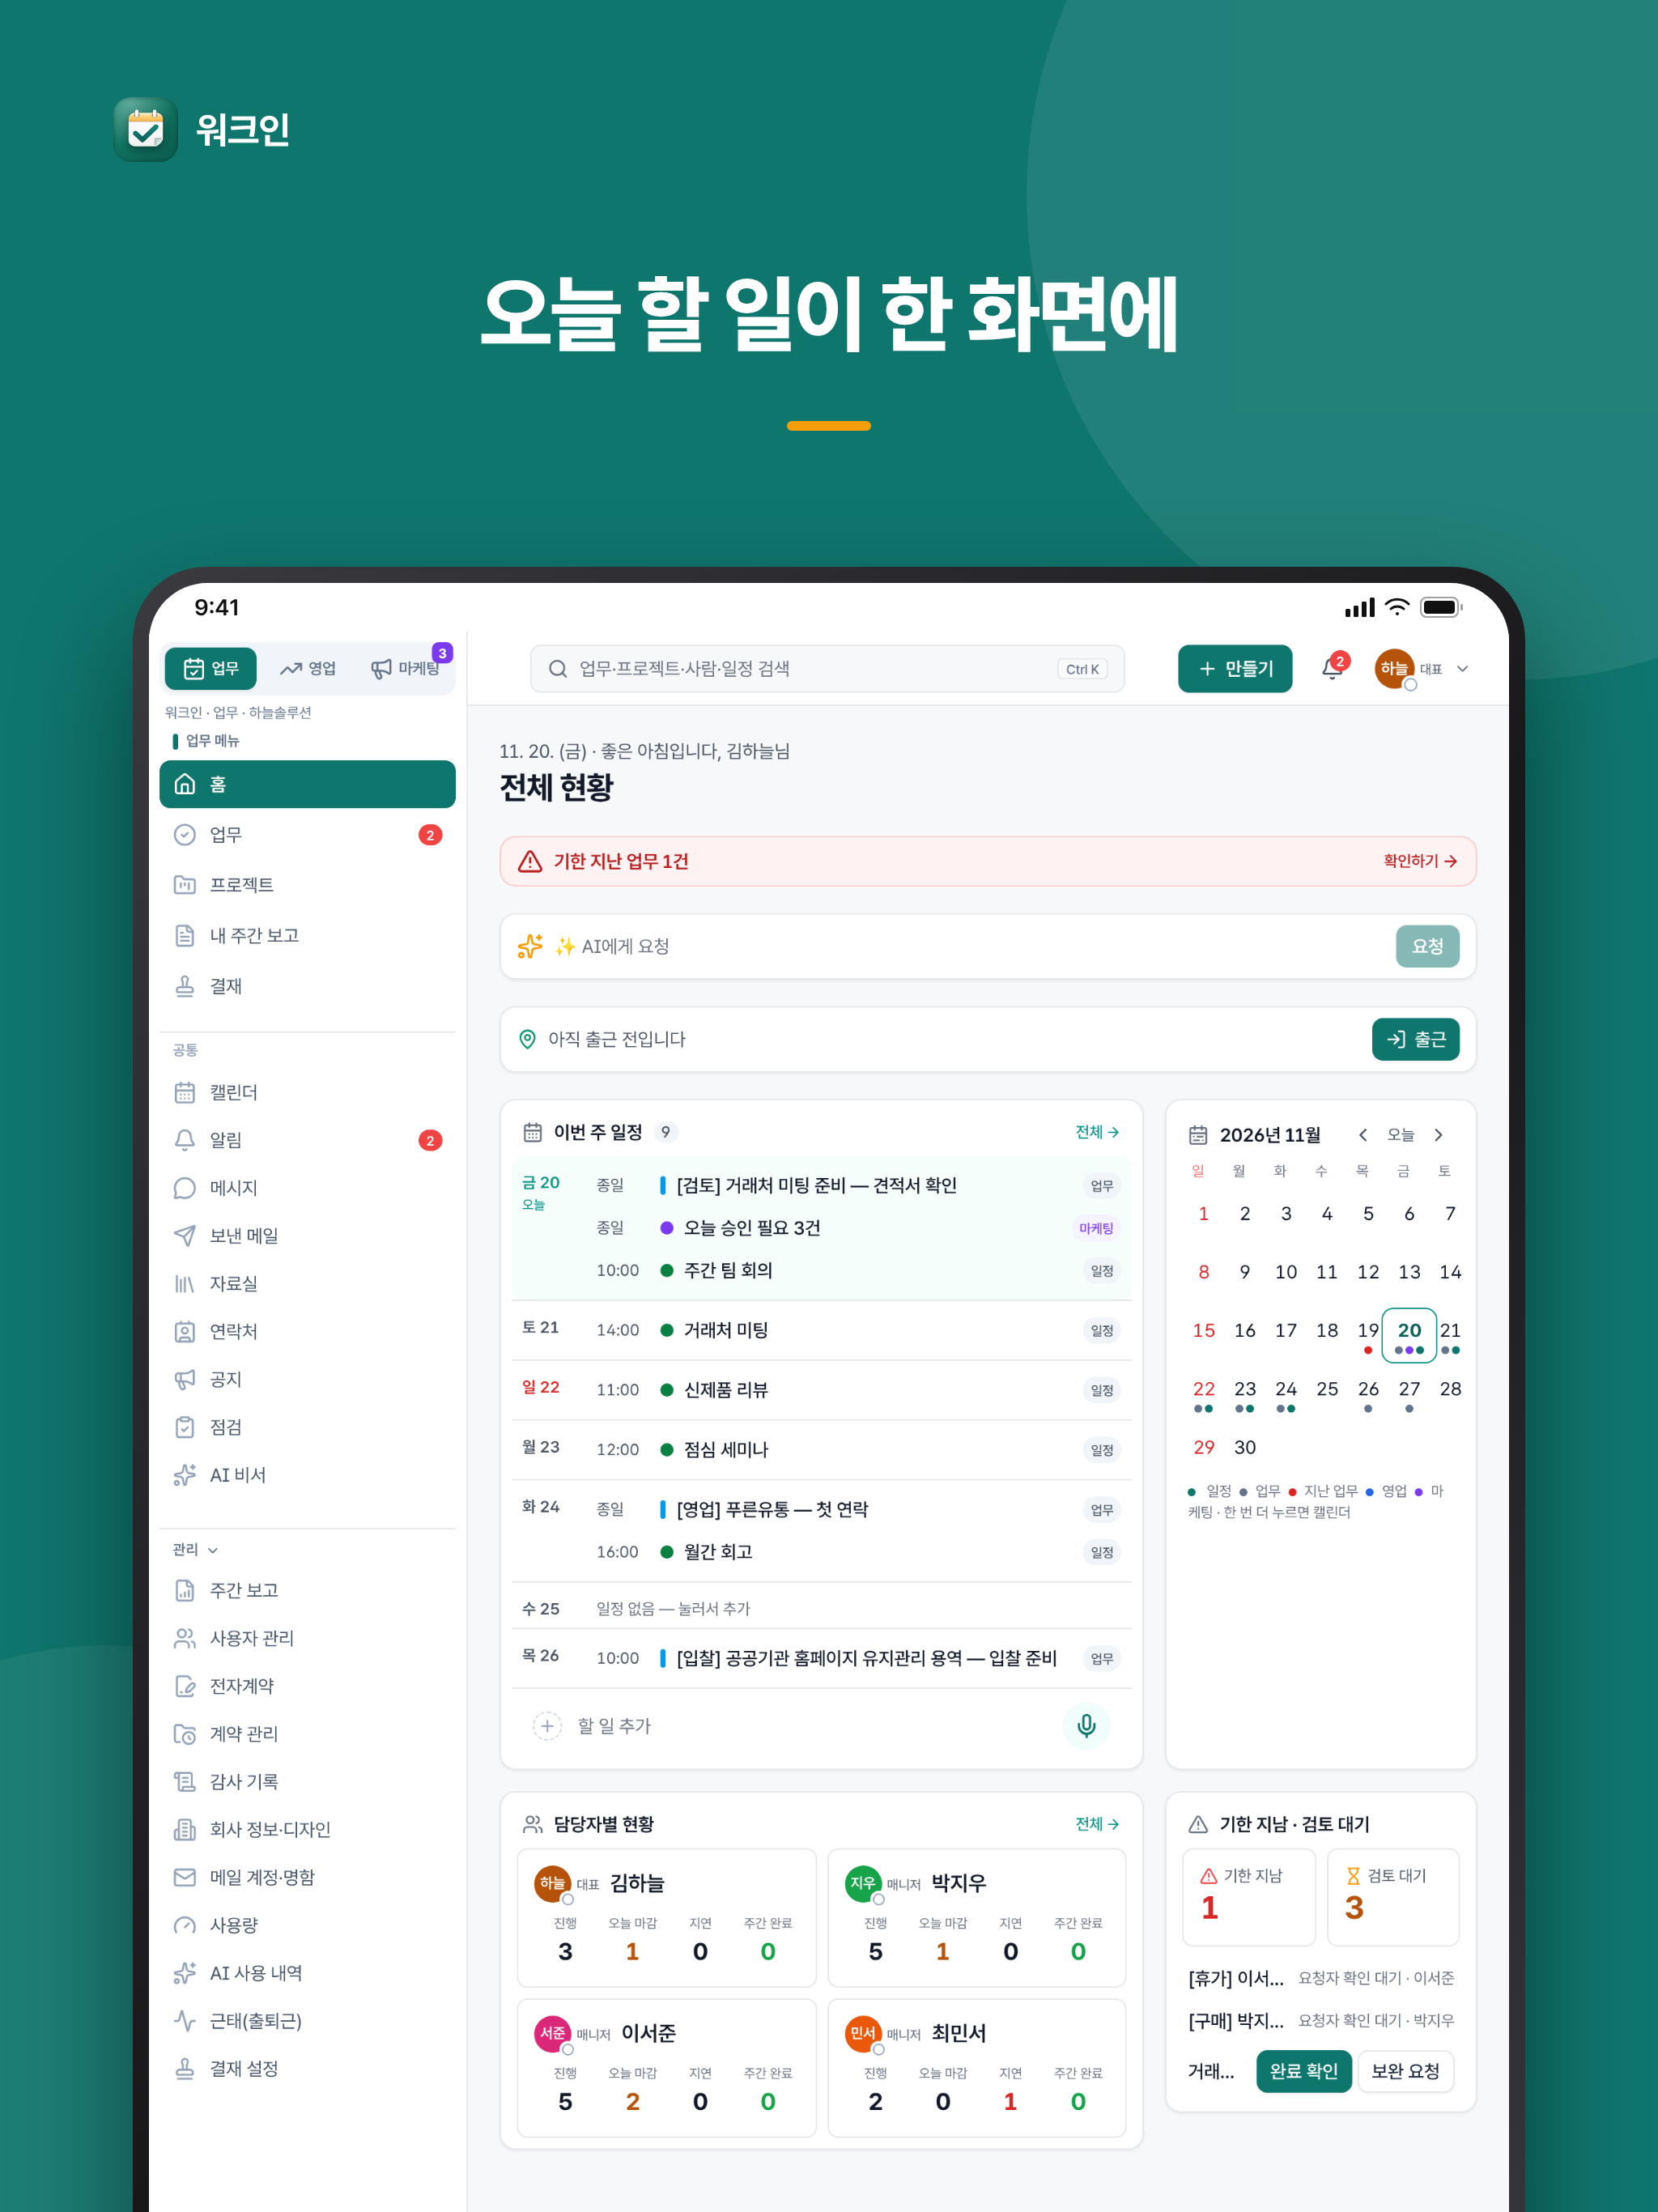 워크인
오늘 할 일이 한 화면에
9:41
업무 영업 마케팅 3
워크인 · 업무 · 하늘솔루션
업무 메뉴
홈
업무 2
프로젝트
내 주간 보고
결재
공통
캘린더
알림 2
메시지
보낸 메일
자료실
연락처
공지
점검
AI 비서
관리
주간 보고
사용자 관리
전자계약
계약 관리
감사 기록
회사 정보·디자인
메일 계정·명함
사용량
AI 사용 내역
근태(출퇴근)
결재 설정
업무·프로젝트·사람·일정 검색 Ctrl K
만들기 2 하늘 대표
11. 20. (금) · 좋은 아침입니다, 김하늘님
전체 현황
기한 지난 업무 1건 확인하기 →
✨ AI에게 요청 요청
아직 출근 전입니다 출근
이번 주 일정 9 전체 →
금 20 종일 [검토] 거래처 미팅 준비 — 견적서 확인 업무
오늘
종일 오늘 승인 필요 3건 마케팅
10:00 주간 팀 회의 일정
토 21 14:00 거래처 미팅 일정
일 22 11:00 신제품 리뷰 일정
월 23 12:00 점심 세미나 일정
화 24 종일 [영업] 푸른유통 — 첫 연락 업무
16:00 월간 회고 일정
수 25 일정 없음 — 눌러서 추가
목 26 10:00 [입찰] 공공기관 홈페이지 유지관리 용역 — 입찰 준비 업무
할 일 추가
2026년 11월 오늘
일 월 화 수 목 금 토
1 2 3 4 5 6 7
8 9 10 11 12 13 14
15 16 17 18 19 20 21
22 23 24 25 26 27 28
29 30
일정 업무 지난 업무 영업 마
케팅 · 한 번 더 누르면 캘린더
담당자별 현황 전체 →
하늘 대표 김하늘
진행 오늘 마감 지연 주간 완료
3 1 0 0
지우 매니저 박지우
진행 오늘 마감 지연 주간 완료
5 1 0 0
서준 매니저 이서준
진행 오늘 마감 지연 주간 완료
5 2 0 0
민서 매니저 최민서
진행 오늘 마감 지연 주간 완료
2 0 1 0
기한 지남 · 검토 대기
기한 지남
1
검토 대기
3
[휴가] 이서... 요청자 확인 대기 · 이서준
[구매] 박지... 요청자 확인 대기 · 박지우
거래... 완료 확인 보완 요청